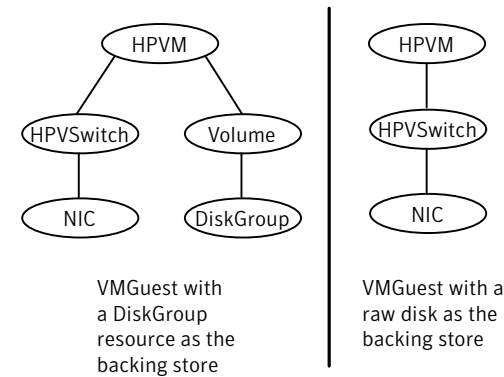 HPVM
HPVSwitch
Volume
NIC
DiskGroup
VMGuest with
a DiskGroup
resource as the
backing store
HPVM
HPVSwitch
NIC
VMGuest with a
raw disk as the
backing store